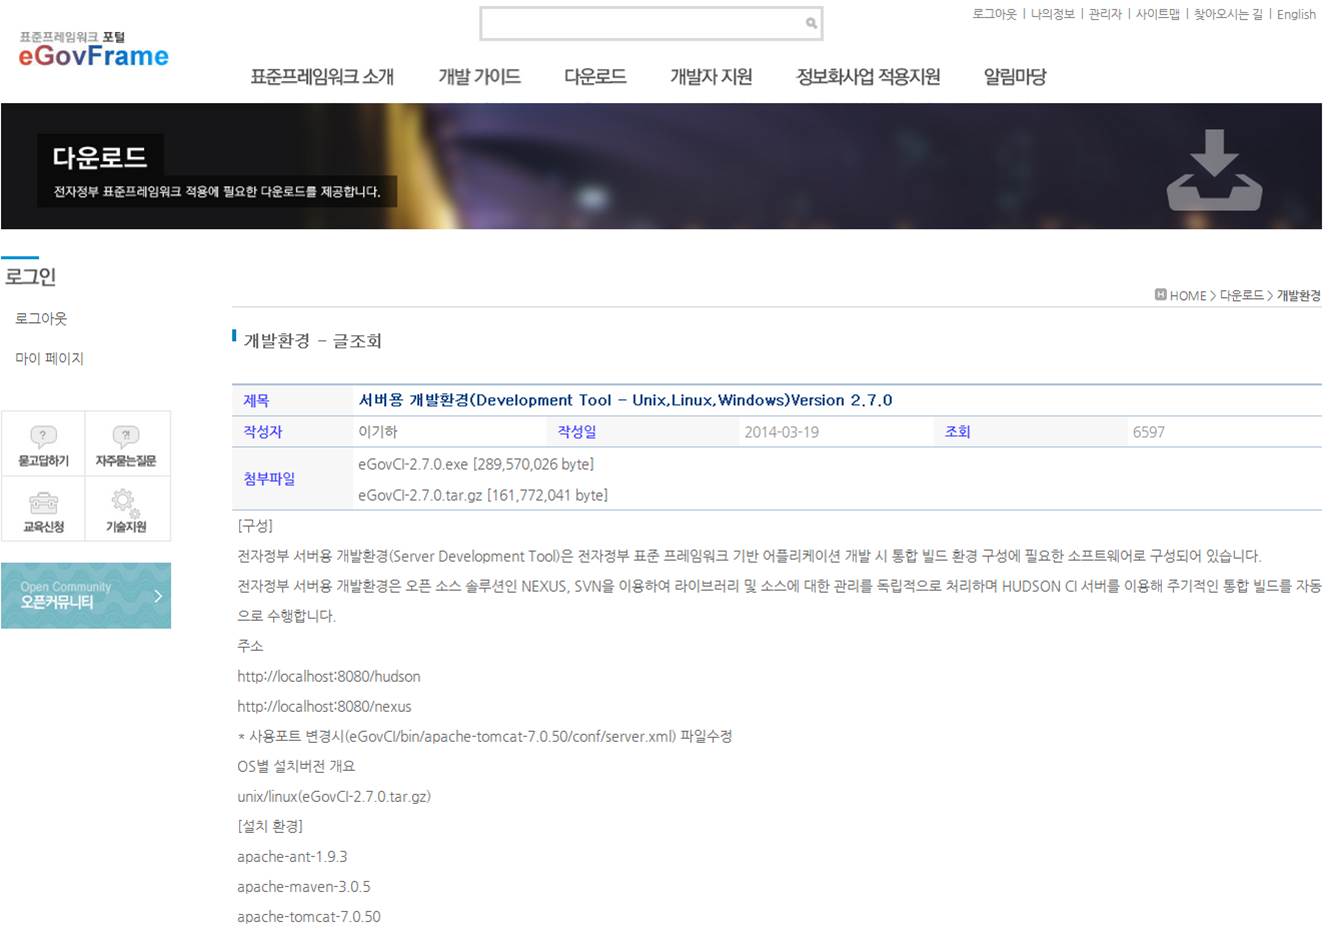 로그아웃 | 나의정보 | 관리자 | 사이트맵 | 찾아오시는 길 | English
표준프레임워크 포털
eGovFrame
표준프레임워크 소개 개발 가이드 다운로드 개발자 지원 정보화사업 적용지원 알림마당
다운로드
전자정부 표준프레임워크 적용에 필요한 다운로드를 제공합니다.
로그인
로그아웃
마이 페이지
묻고답하기 자주묻는질문
교육신청 기술지원
Open Community
오픈커뮤니티
H HOME > 다운로드 > 개발환경
개발환경 - 글조회
제목 서버용 개발환경(Development Tool - Unix,Linux,Windows)Version 2.7.0
작성자 이기하 작성일 2014-03-19 조회 6597
첨부파일
eGovCI-2.7.0.exe [289,570,026 byte]
eGovCI-2.7.0.tar.gz [161,772,041 byte]
[구성]
전자정부 서버용 개발환경(Server Development Tool)은 전자정부 표준 프레임워크 기반 어플리케이션 개발 시 통합 빌드 환경 구성에 필요한 소프트웨어로 구성되어 있습니다.
전자정부 서버용 개발환경은 오픈 소스 솔루션인 NEXUS, SVN을 이용하여 라이브러리 및 소스에 대한 관리를 독립적으로 처리하며 HUDSON CI 서버를 이용해 주기적인 통합 빌드를 자동
으로 수행합니다.
주소
http://localhost:8080/hudson
http://localhost:8080/nexus
* 사용포트 변경시(eGovCI/bin/apache-tomcat-7.0.50/conf/server.xml) 파일수정
OS별 설치버전 개요
unix/linux(eGovCI-2.7.0.tar.gz)
[설치 환경]
apache-ant-1.9.3
apache-maven-3.0.5
apache-tomcat-7.0.50